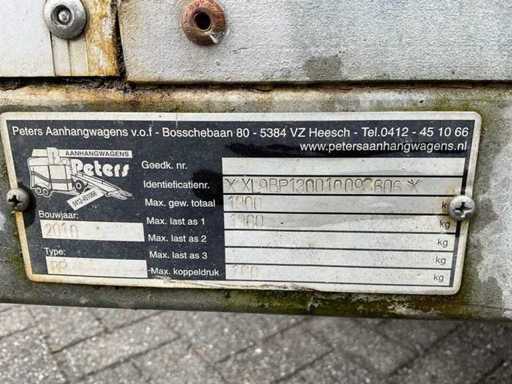 Peters Aanhangwagens v.o.f - Bosschebaan 80 - 5384 VZ Heesch - Tel.0412 - 45 10 66
www.petersaanhangwagens.nl
AANHANGWAGENS
Peters
Goedk. nr.
Identieficatienr.
Max. gew. totaal kg
Bouwjaar: 2010
Max. last as 1 kg
Max. last as 2 kg
Type:
Max. last as 3 kg
Max. koppeldruk kg